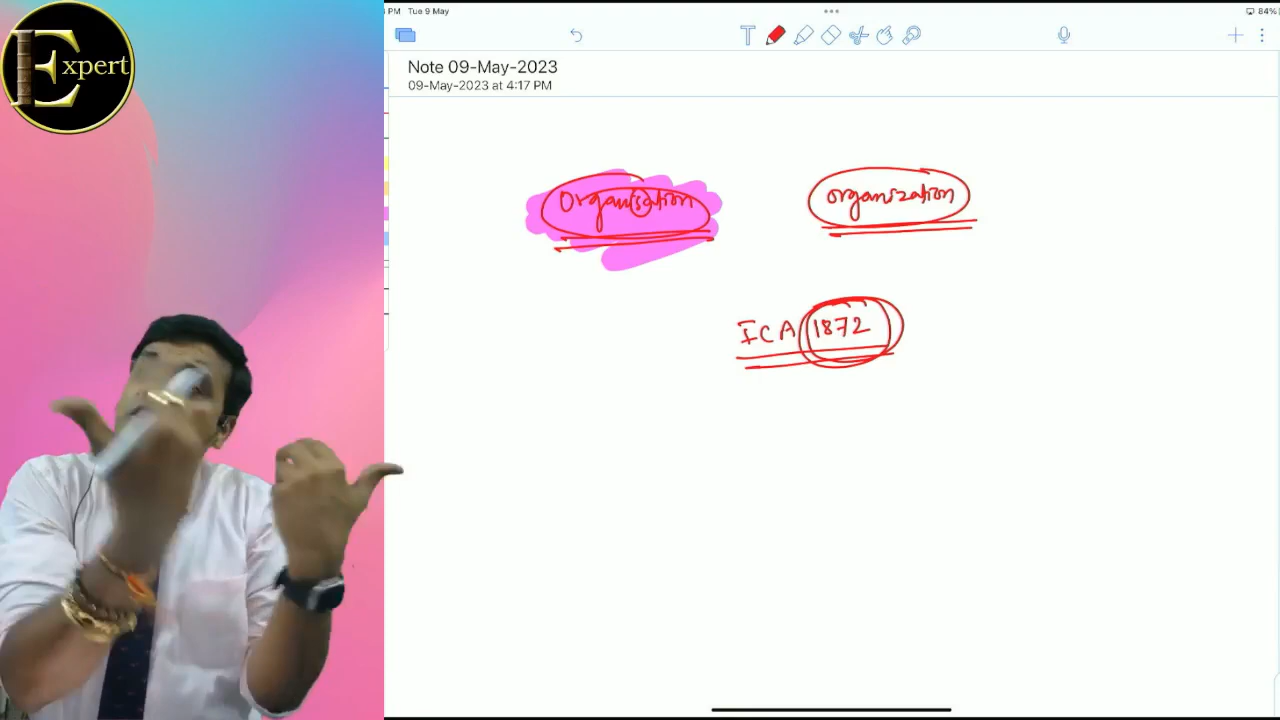 Expert
PM Tue 9 May
84%
T
Note 09-May-2023
09-May-2023 at 4:17 PM
Organisation
organization
ICA 1872